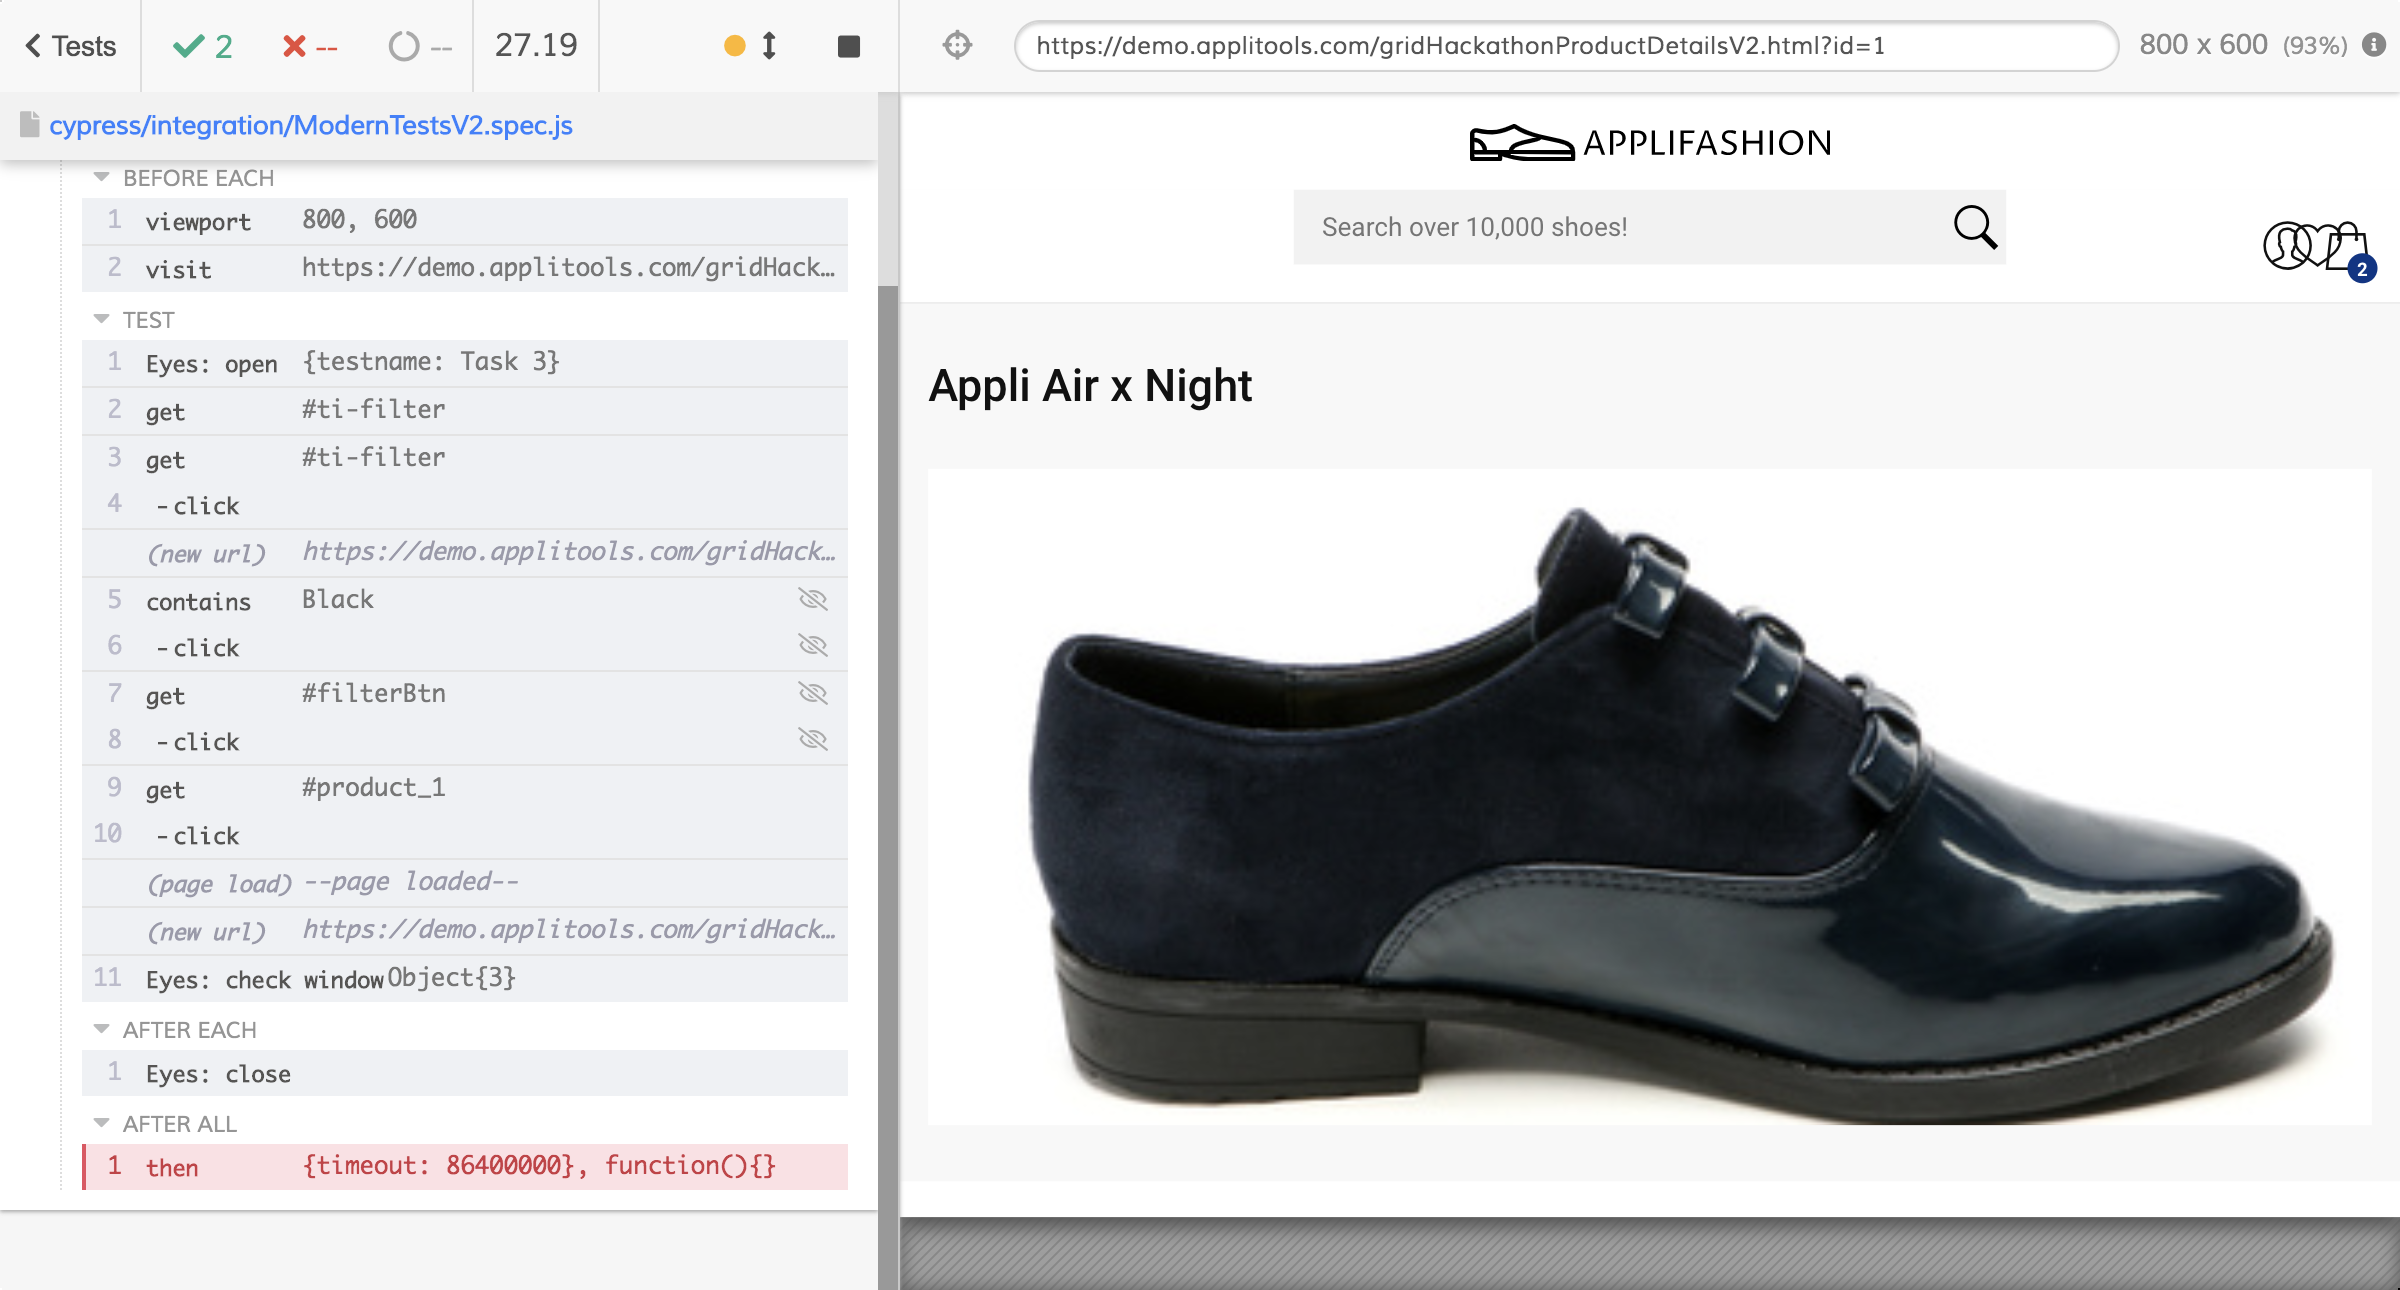 Tests
2
--
--
27.19
https://demo.applitools.com/gridHackathonProductDetailsV2.html?id=1
800 x 600 (93%)
cypress/integration/ModernTestsV2.spec.js
BEFORE EACH
1 viewport 800, 600
2 visit https://demo.applitools.com/gridHack…
TEST
1 Eyes: open {testname: Task 3}
2 get #ti-filter
3 get #ti-filter
4 -click
(new url) https://demo.applitools.com/gridHack…
5 contains Black
6 -click
7 get #filterBtn
8 -click
9 get #product_1
10 -click
(page load) --page loaded--
(new url) https://demo.applitools.com/gridHack…
11 Eyes: check window Object{3}
AFTER EACH
1 Eyes: close
AFTER ALL
1 then {timeout: 86400000}, function(){}
APPLIFASHION
Search over 10,000 shoes!
2
Appli Air x Night